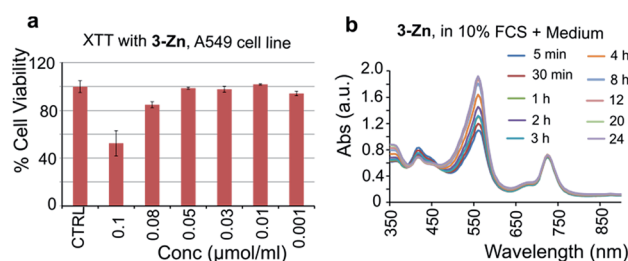 a
XTT with 3-Zn, A549 cell line
% Cell Viability
120
80
40
0
CTRL
0.1
0.08
0.05
0.03
0.01
0.001
Conc (μmol/ml)
b
3-Zn, in 10% FCS + Medium
5 min
30 min
1 h
2 h
3 h
4 h
8 h
12
20
24
Abs (a.u.)
2.0
1.6
1.2
0.8
0.4
0
350
450
550
650
750
850
Wavelength (nm)